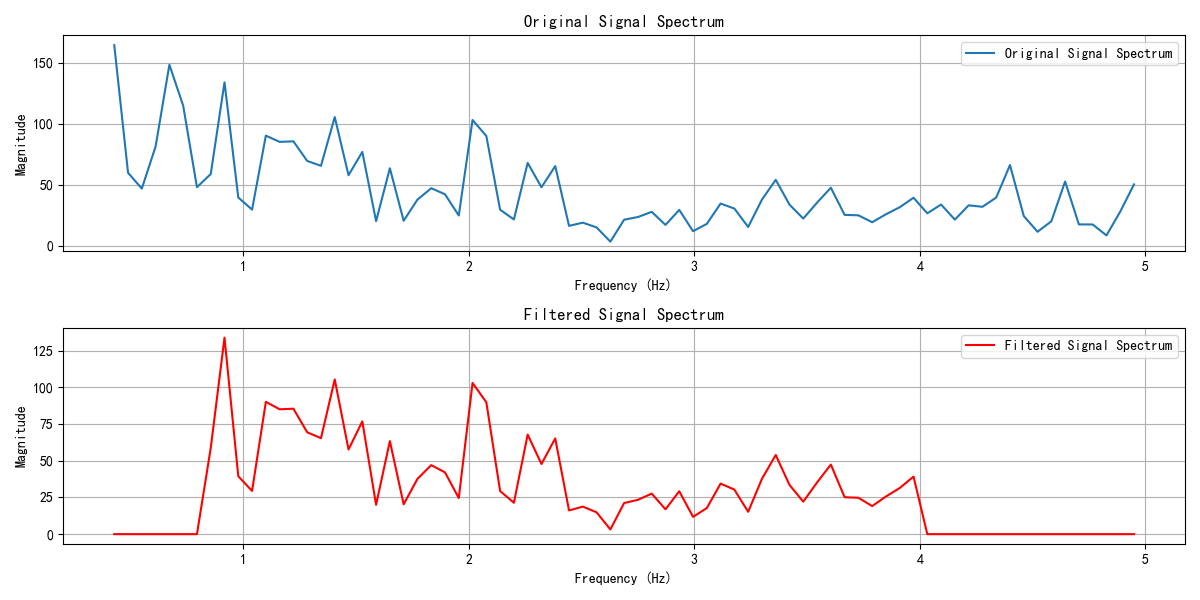 Original Signal Spectrum
Original Signal Spectrum
Magnitude
150
100
50
0
1 2 3 4 5
Frequency (Hz)
Filtered Signal Spectrum
Filtered Signal Spectrum
Magnitude
125
100
75
50
25
0
1 2 3 4 5
Frequency (Hz)